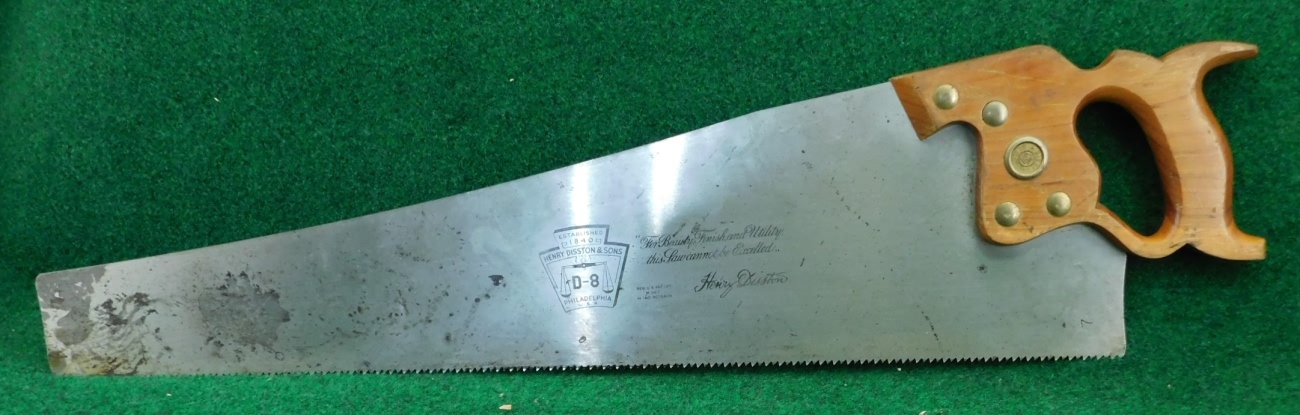 ESTABLISHED
1840
HENRY DISSTON & SONS
D-8
PHILADELPHIA
U.S.A.
"For Beauty, Finish and Utility
this Saw cannot be Excelled."
Henry Disston